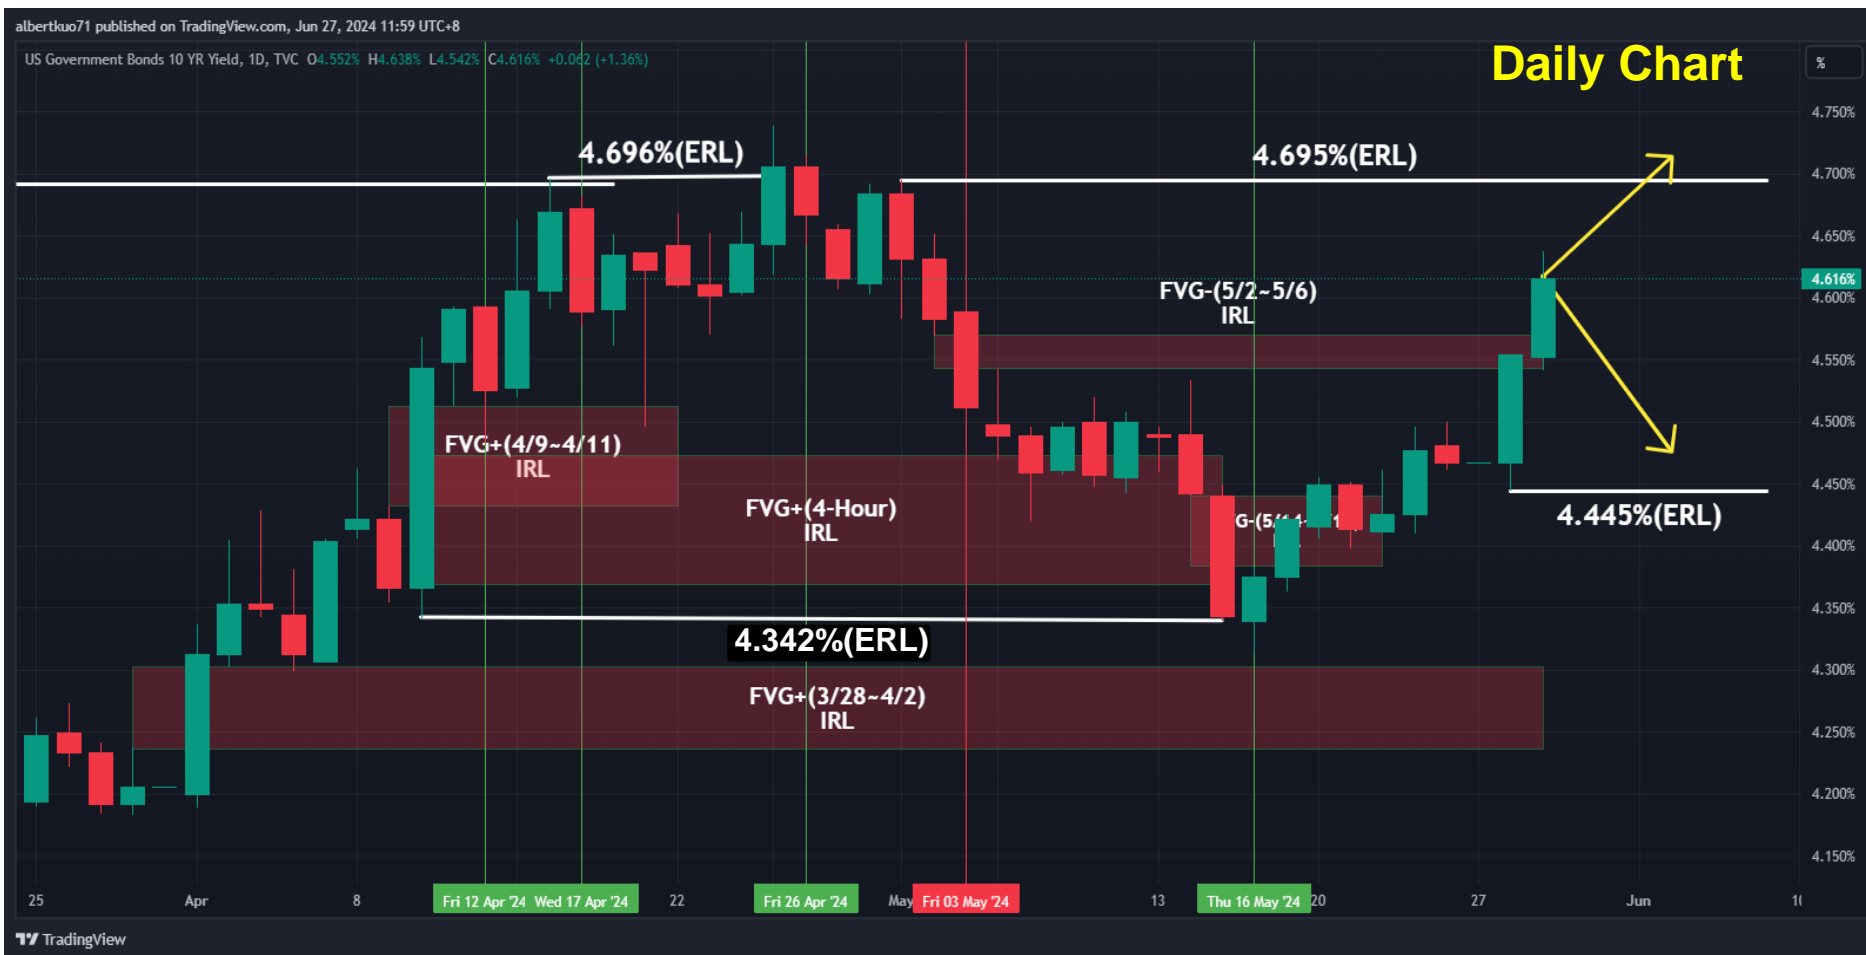 albertkuo71 published on TradingView.com, Jun 27, 2024 11:59 UTC+8
US Government Bonds 10 YR Yield, 1D, TVC O4.552% H4.638% L4.542% C4.616% +0.062 (+1.36%)
Daily Chart
%
4.750%
4.700%
4.650%
4.616%
4.600%
4.550%
4.500%
4.450%
4.400%
4.350%
4.300%
4.250%
4.200%
4.150%
4.696%(ERL)
4.695%(ERL)
FVG-(5/2~5/6)
IRL
FVG+(4/9~4/11)
IRL
FVG+(4-Hour)
IRL
4.445%(ERL)
4.342%(ERL)
FVG+(3/28~4/2)
IRL
25 Apr 8 Fri 12 Apr '24 Wed 17 Apr '24 22 Fri 26 Apr '24 May Fri 03 May '24 13 Thu 16 May '24 20 27 Jun
TradingView